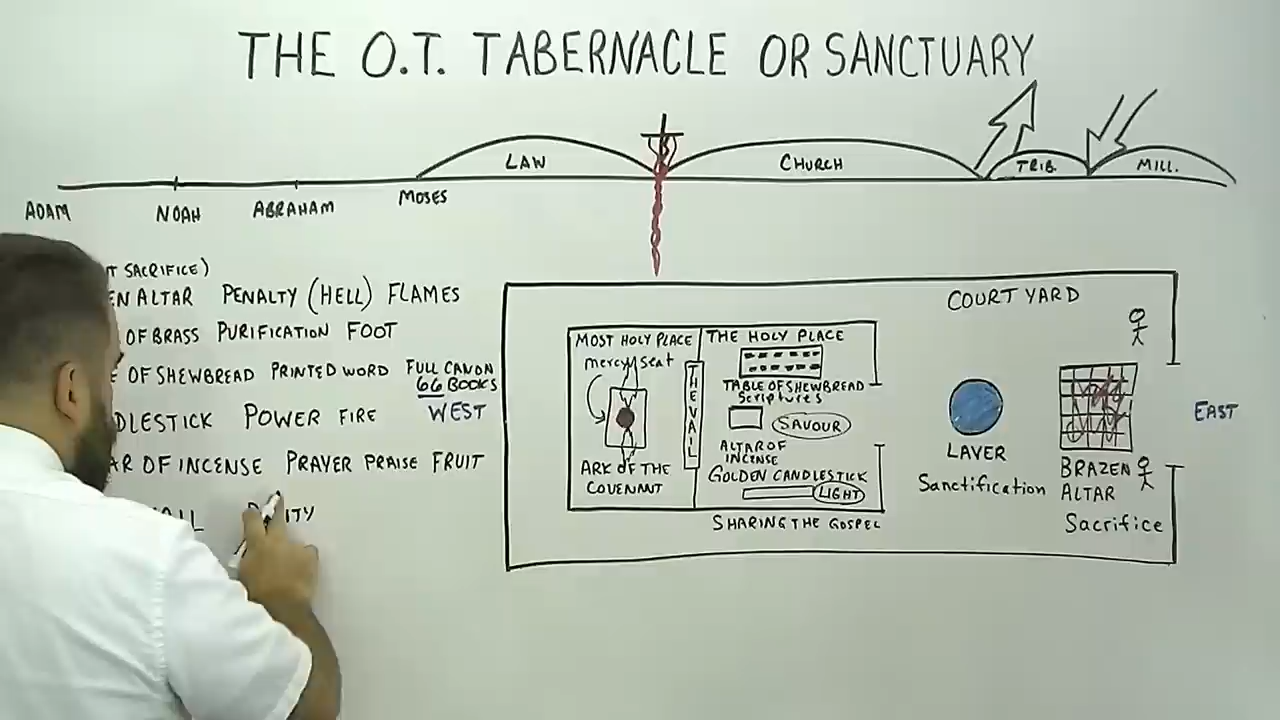 THE O.T. TABERNACLE OR SANCTUARY
LAW
CHURCH
TRIB.
MILL.
ADAM
NOAH
ABRAHAM
MOSES
SACRIFICE)
ALTAR PENALTY (HELL) FLAMES
OF BRASS PURIFICATION FOOT
OF SHEWBREAD PRINTED WORD FULL CANON
66 BOOKS
POWER FIRE WEST
OF INCENSE PRAYER PRAISE FRUIT
COURT YARD
MOST HOLY PLACE
mercy seat
ARK OF THE
COVENANT
THE VAIL
THE HOLY PLACE
TABLE OF SHEWBREAD
Scriptures
SAVOUR
ALTAR OF
INCENSE
GOLDEN CANDLESTICK
LIGHT
SHARING THE GOSPEL
LAVER
Sanctification
BRAZEN
ALTAR
Sacrifice
EAST